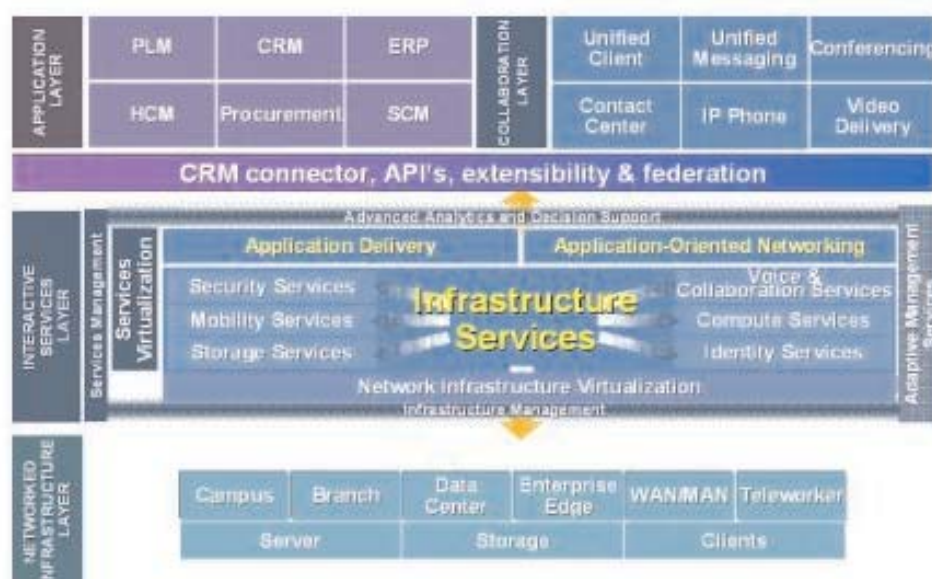 APPLICATION
LAYER
PLM
CRM
ERP
HCM
Procurement
SCM
COLLABORATION
LAYER
Unified
Client
Unified
Messaging
Conferencing
Contact
Center
IP Phone
Video
Delivery
CRM connector, API's, extensibility & federation
INTERACTIVE
SERVICES
LAYER
Services Management
Advanced Analytics and Decision Support
Services
Virtualization
Application Delivery
Application-Oriented Networking
Security Services
Mobility Services
Storage Services
Infrastructure
Services
Voice &
Collaboration Services
Compute Services
Identity Services
Network Infrastructure Virtualization
Infrastructure Management
Adaptive Management
Services
NETWORKED
INFRASTRUCTURE
LAYER
Campus
Branch
Data
Center
Enterprise
Edge
WAN/MAN
Teleworker
Server
Storage
Clients